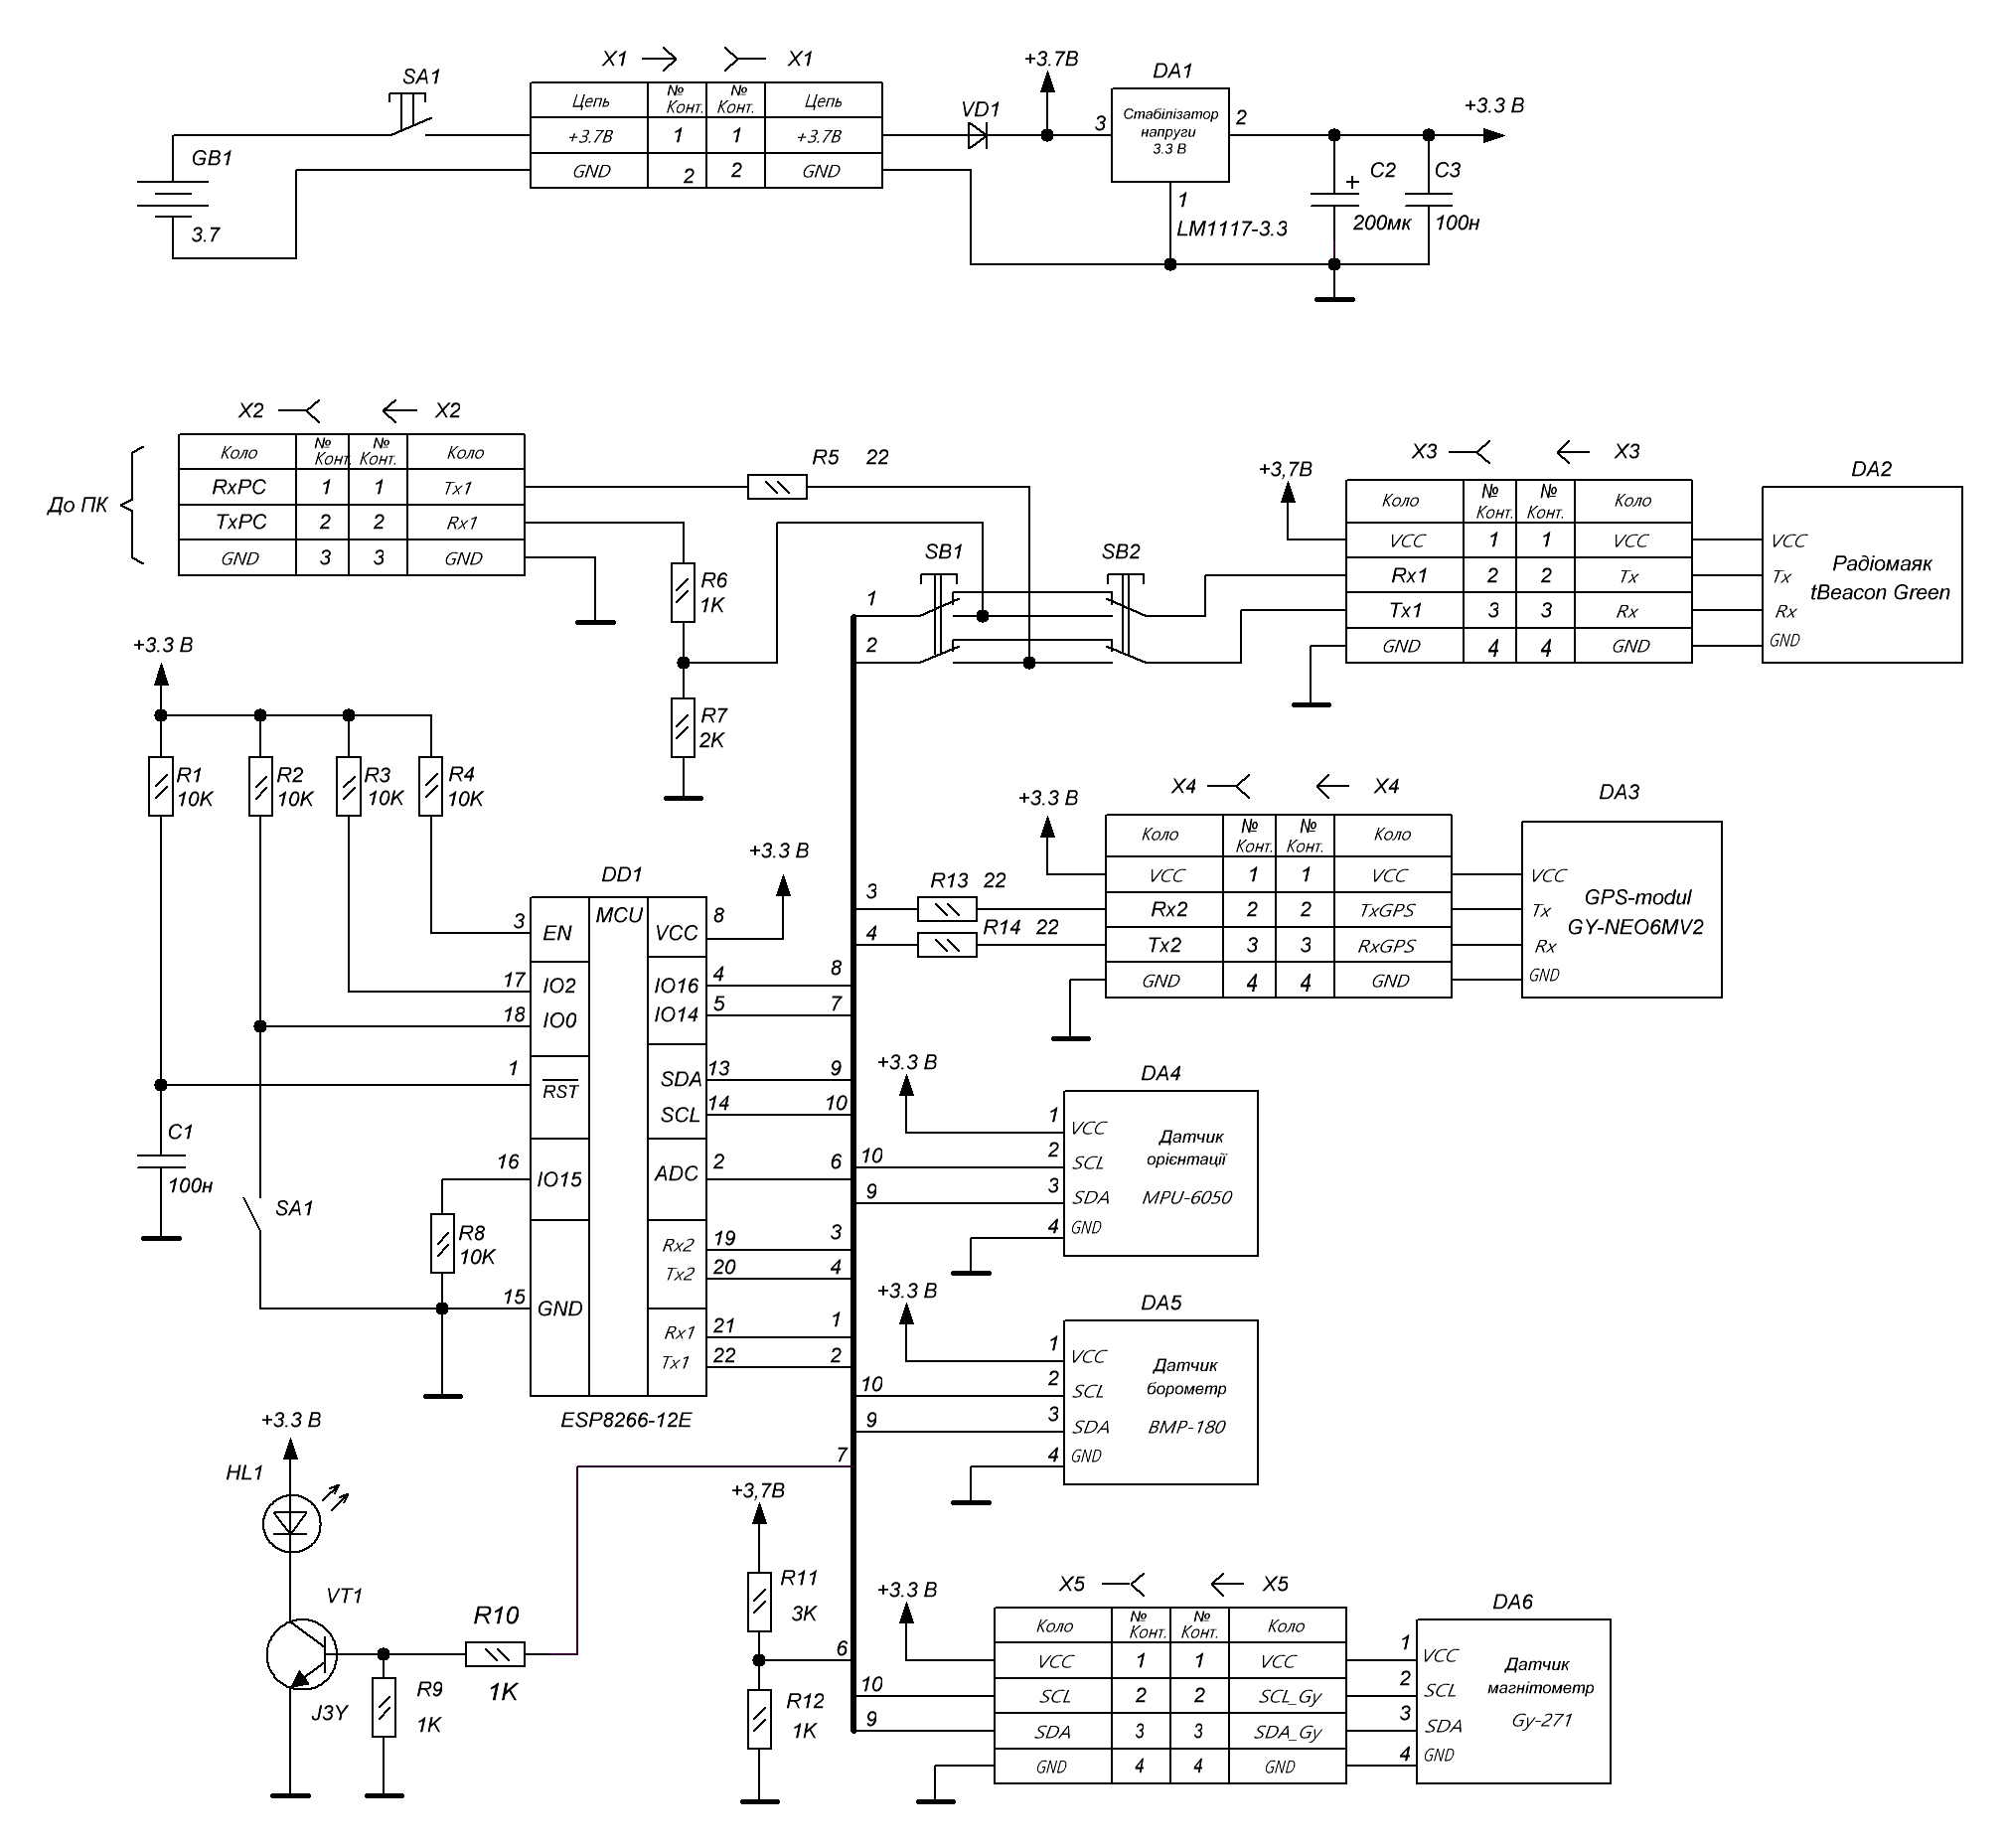 SA1
GB1
3.7
X1 X1
Цепь № Конт. № Конт. Цепь
+3.7В 1 1 +3.7В
GND 2 2 GND
VD1
+3.7В
DA1
3 Стабілізатор 2
напруги
3.3 В
1
LM1117-3.3
+3.3 В
C2
+
200мк
C3
100н
X2 X2
До ПК
Коло № Конт. № Конт. Коло
RxPC 1 1 Tx1
TxPC 2 2 Rx1
GND 3 3 GND
R5 22
R6
1K
R7
2K
SB1
SB2
1
2
+3,7В
X3 X3
Коло № Конт. № Конт. Коло
VCC 1 1 VCC
Rx1 2 2 Tx
Tx1 3 3 Rx
GND 4 4 GND
DA2
VCC
Tx
Rx
GND
Радіомаяк
tBeacon Green
+3.3 В
R1
10K
R2
10K
R3
10K
R4
10K
C1
100н
SA1
R8
10K
DD1
MCU
3 EN
17 IO2
18 IO0
1 RST
16 IO15
15 GND
VCC 8
+3.3 В
IO16 4 8
IO14 5 7
SDA 13 9
SCL 14 10
ADC 2 6
Rx2 19 3
Tx2 20 4
Rx1 21 1
Tx1 22 2
ESP8266-12E
+3.3 В
X4 X4
Коло № Конт. № Конт. Коло
VCC 1 1 VCC
3 R13 22 Rx2 2 2 TxGPS
4 R14 22 Tx2 3 3 RxGPS
GND 4 4 GND
DA3
VCC
Tx
Rx
GND
GPS-modul
GY-NEO6MV2
+3.3 В
DA4
1 VCC
10 2 SCL
9 3 SDA
4 GND
Датчик
орієнтації
MPU-6050
+3.3 В
DA5
1 VCC
10 2 SCL
9 3 SDA
4 GND
Датчик
борометр
BMP-180
+3.3 В
HL1
VT1
J3Y
R9
1K
R10
1K
7
+3,7В
R11
3K
6
R12
1K
+3.3 В
X5 X5
Коло № Конт. № Конт. Коло
VCC 1 1 VCC
10 SCL 2 2 SCL_Gy
9 SDA 3 3 SDA_Gy
GND 4 4 GND
DA6
1 VCC
2 SCL
3 SDA
4 GND
Датчик
магнітометр
Gy-271